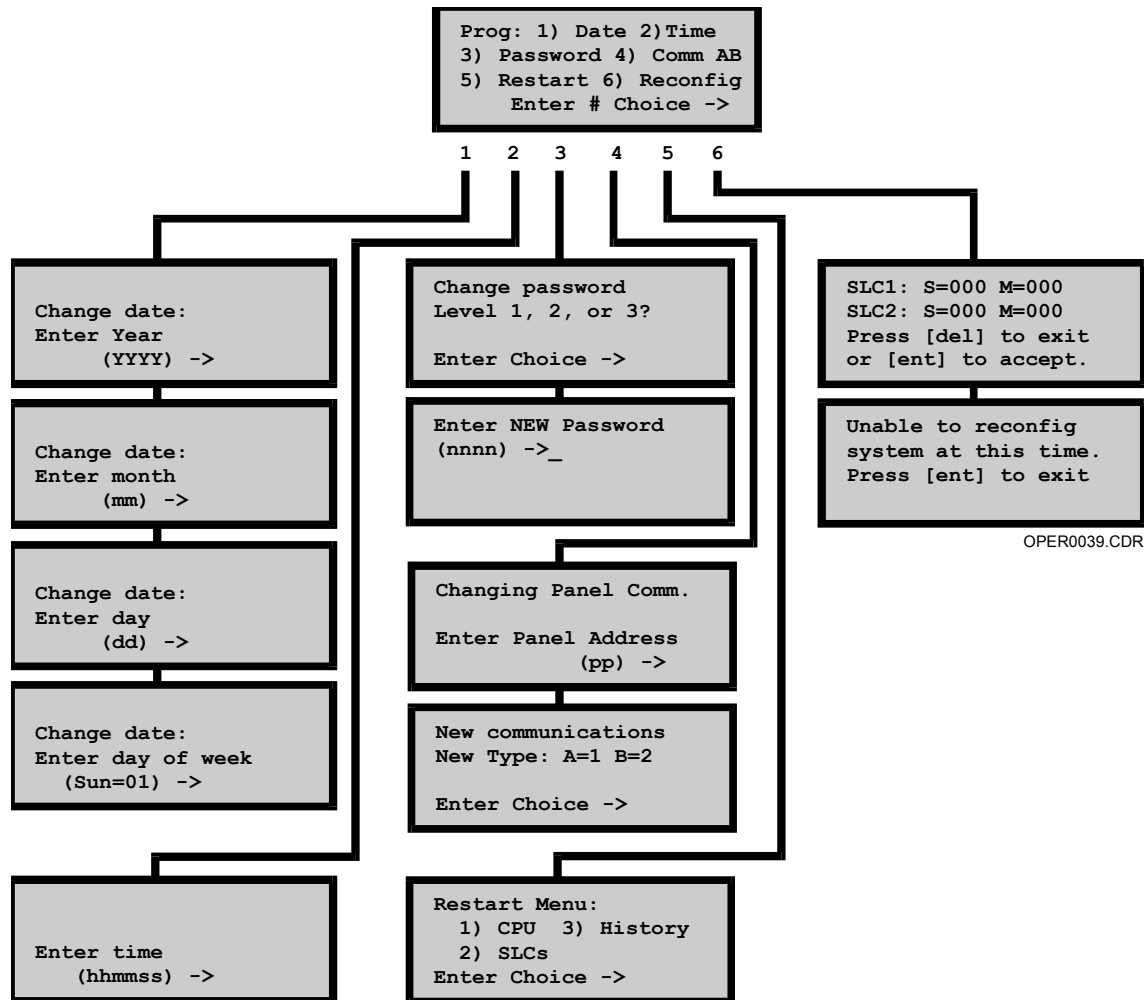 Prog: 1) Date 2)Time
3) Password 4) Comm AB
5) Restart 6) Reconfig
Enter # Choice ->
1 2 3 4 5 6
Change date:
Enter Year
(YYYY) ->
Change date:
Enter month
(mm) ->
Change date:
Enter day
(dd) ->
Change date:
Enter day of week
(Sun=01) ->
Enter time
(hhmmss) ->
Change password
Level 1, 2, or 3?
Enter Choice ->
Enter NEW Password
(nnnn) ->_
Changing Panel Comm.
Enter Panel Address
(pp) ->
New communications
New Type: A=1 B=2
Enter Choice ->
Restart Menu:
1) CPU 3) History
2) SLCs
Enter Choice ->
SLC1: S=000 M=000
SLC2: S=000 M=000
Press [del] to exit
or [ent] to accept.
Unable to reconfig
system at this time.
Press [ent] to exit
OPER0039.CDR